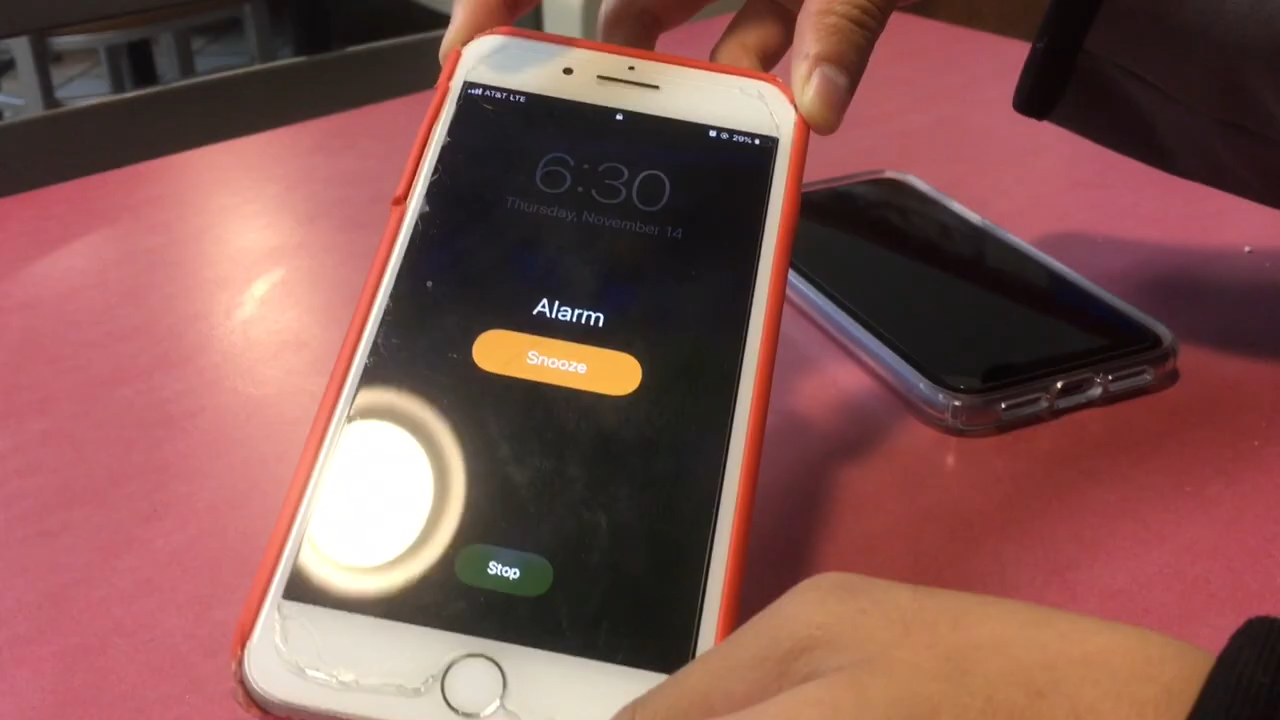 AT&T LTE
29%
6:30
Thursday, November 14
Alarm
Snooze
Stop